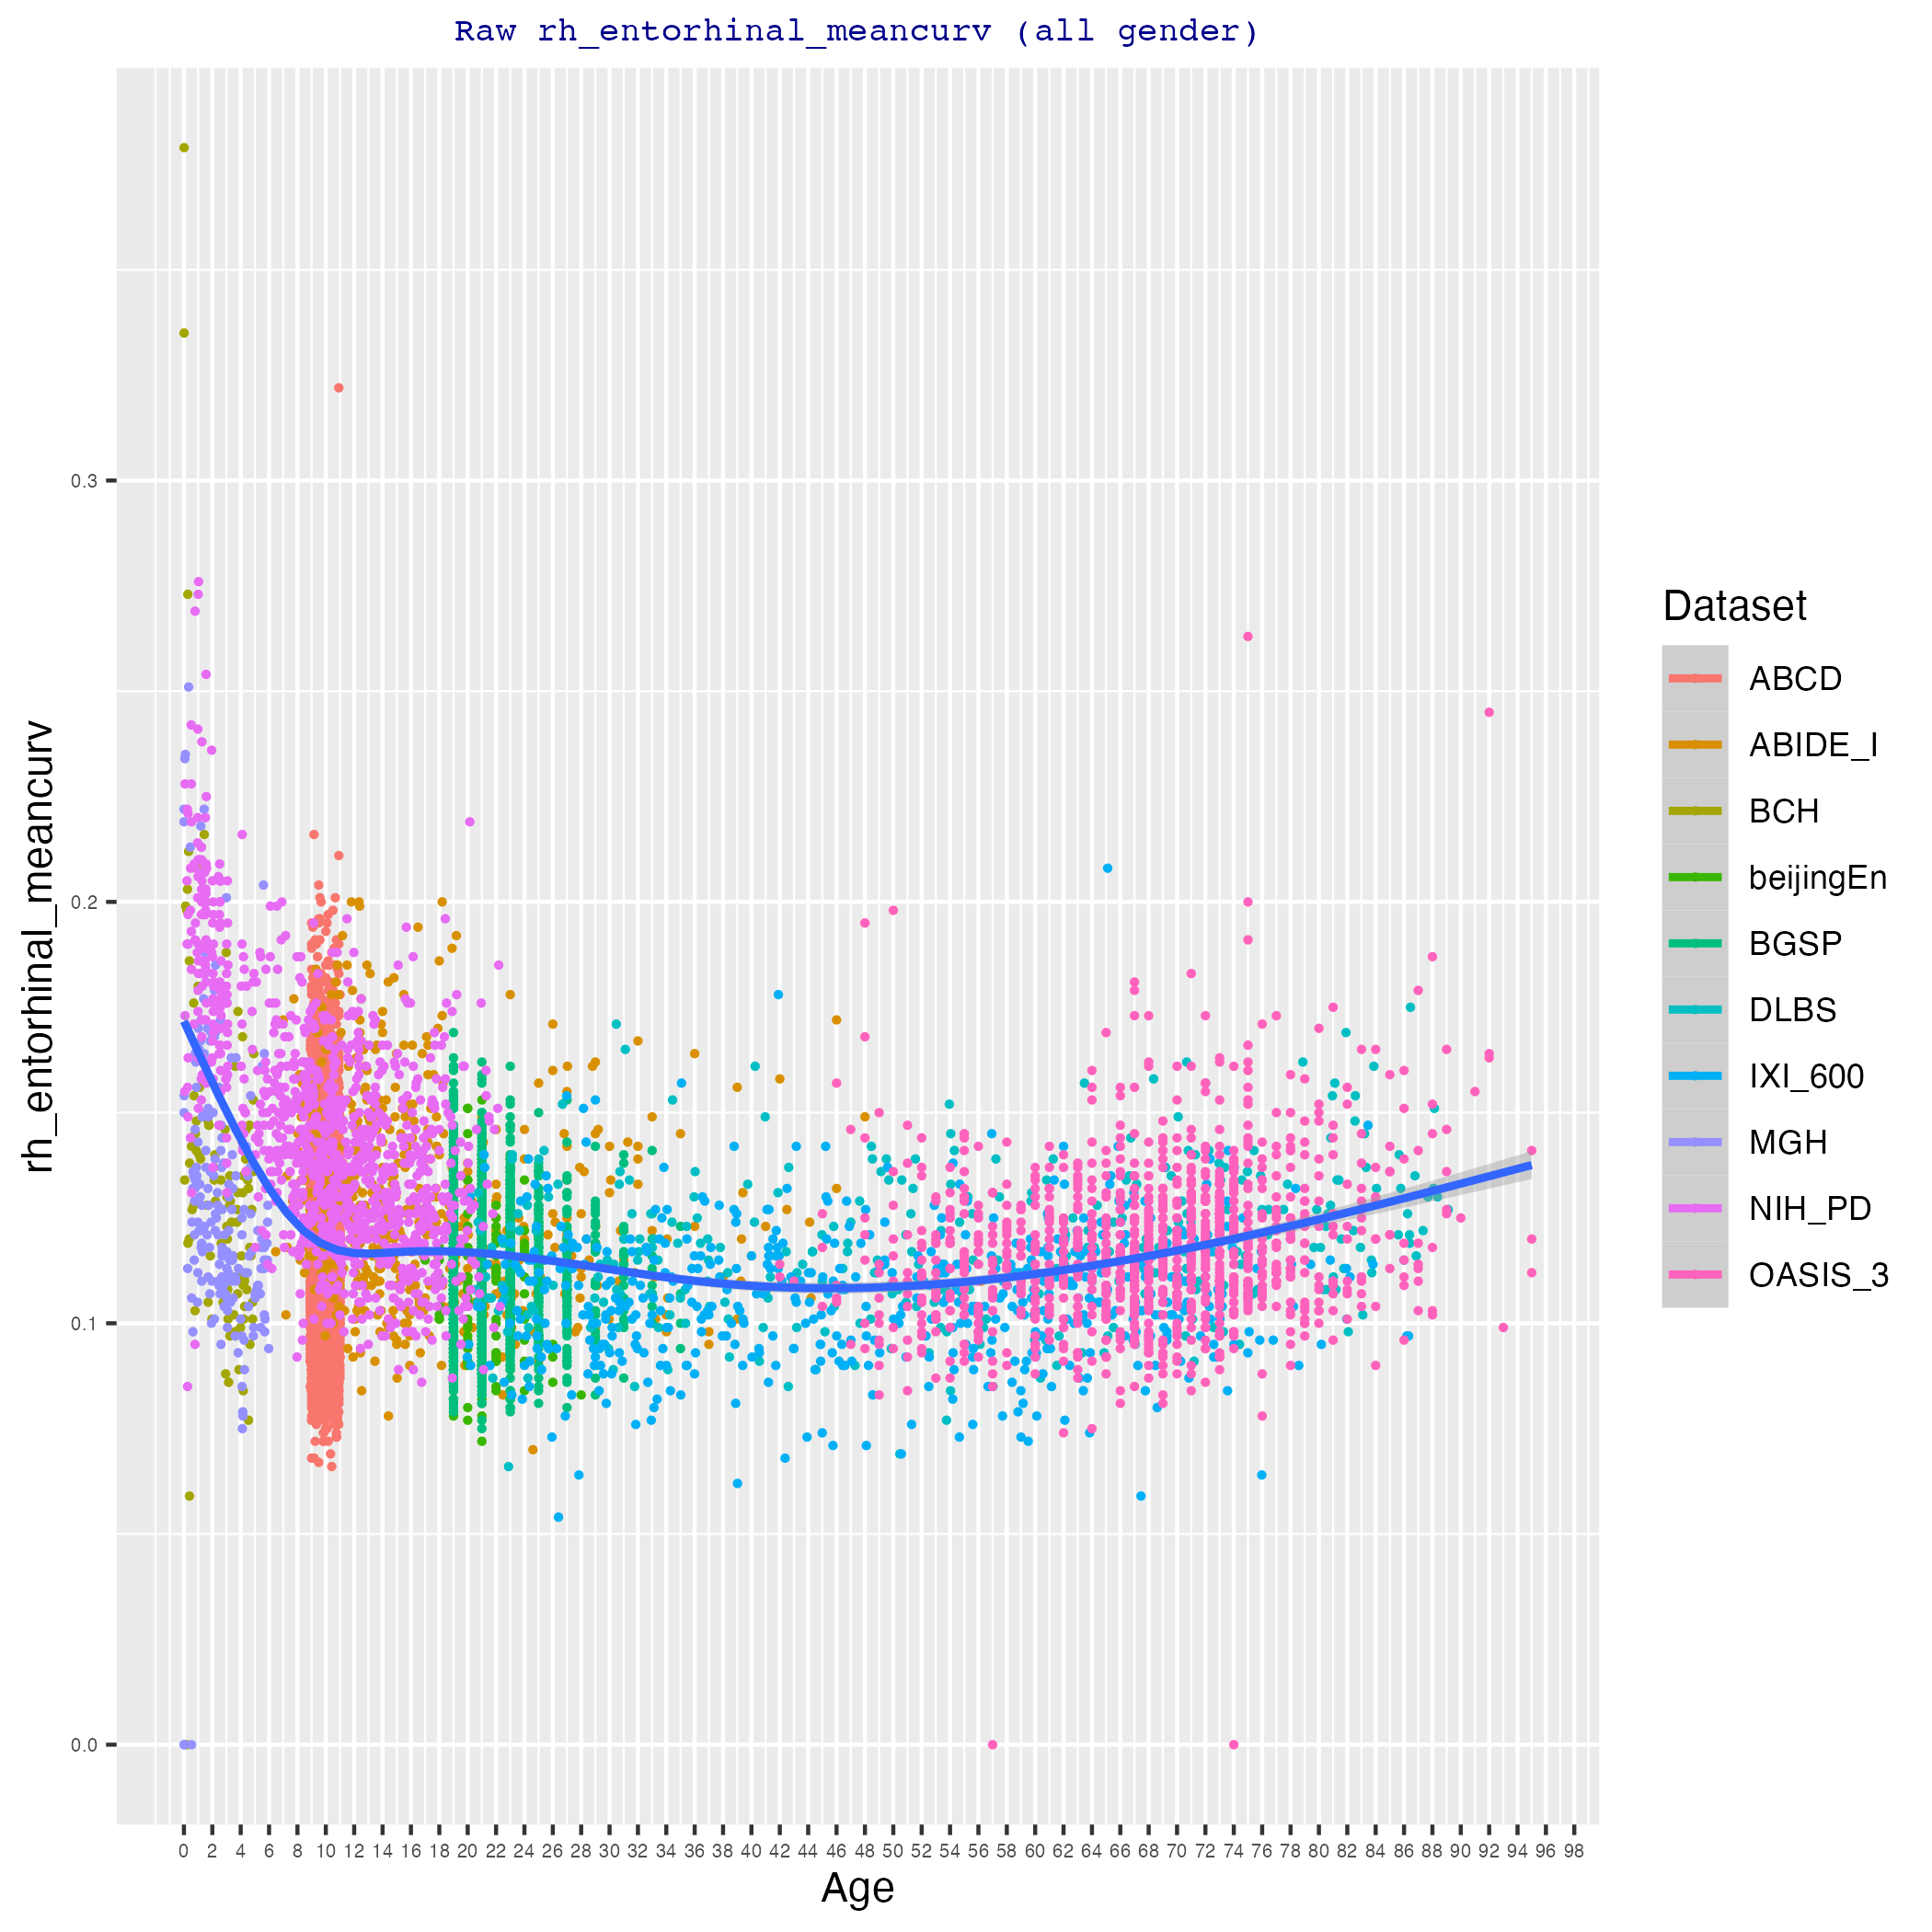 Raw rh_entorhinal_meancurv (all gender)
rh_entorhinal_meancurv
0.3
0.2
0.1
0.0
0 2 4 6 8 10 12 14 16 18 20 22 24 26 28 30 32 34 36 38 40 42 44 46 48 50 52 54 56 58 60 62 64 66 68 70 72 74 76 78 80 82 84 86 88 90 92 94 96 98
Age
Dataset
ABCD
ABIDE_I
BCH
beijingEn
BGSP
DLBS
IXI_600
MGH
NIH_PD
OASIS_3